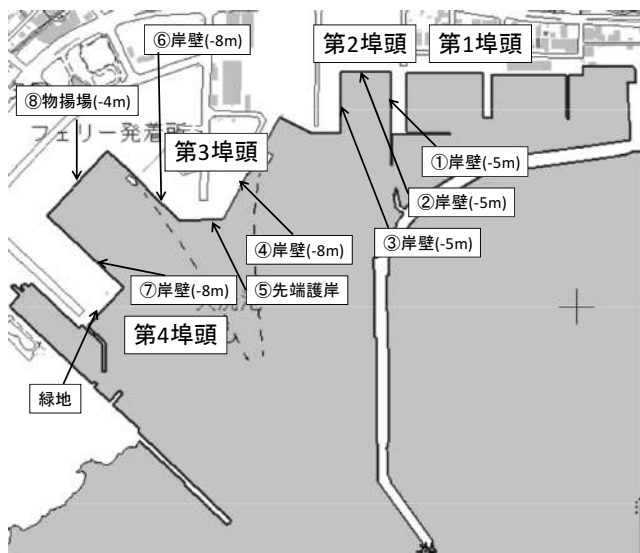 ⑥岸壁(-8m)
第2埠頭
第1埠頭
⑧物揚場(-4m)
フェリー発着所
第3埠頭
①岸壁(-5m)
②岸壁(-5m)
④岸壁(-8m)
③岸壁(-5m)
⑦岸壁(-8m)
⑤先端護岸
第4埠頭
緑地